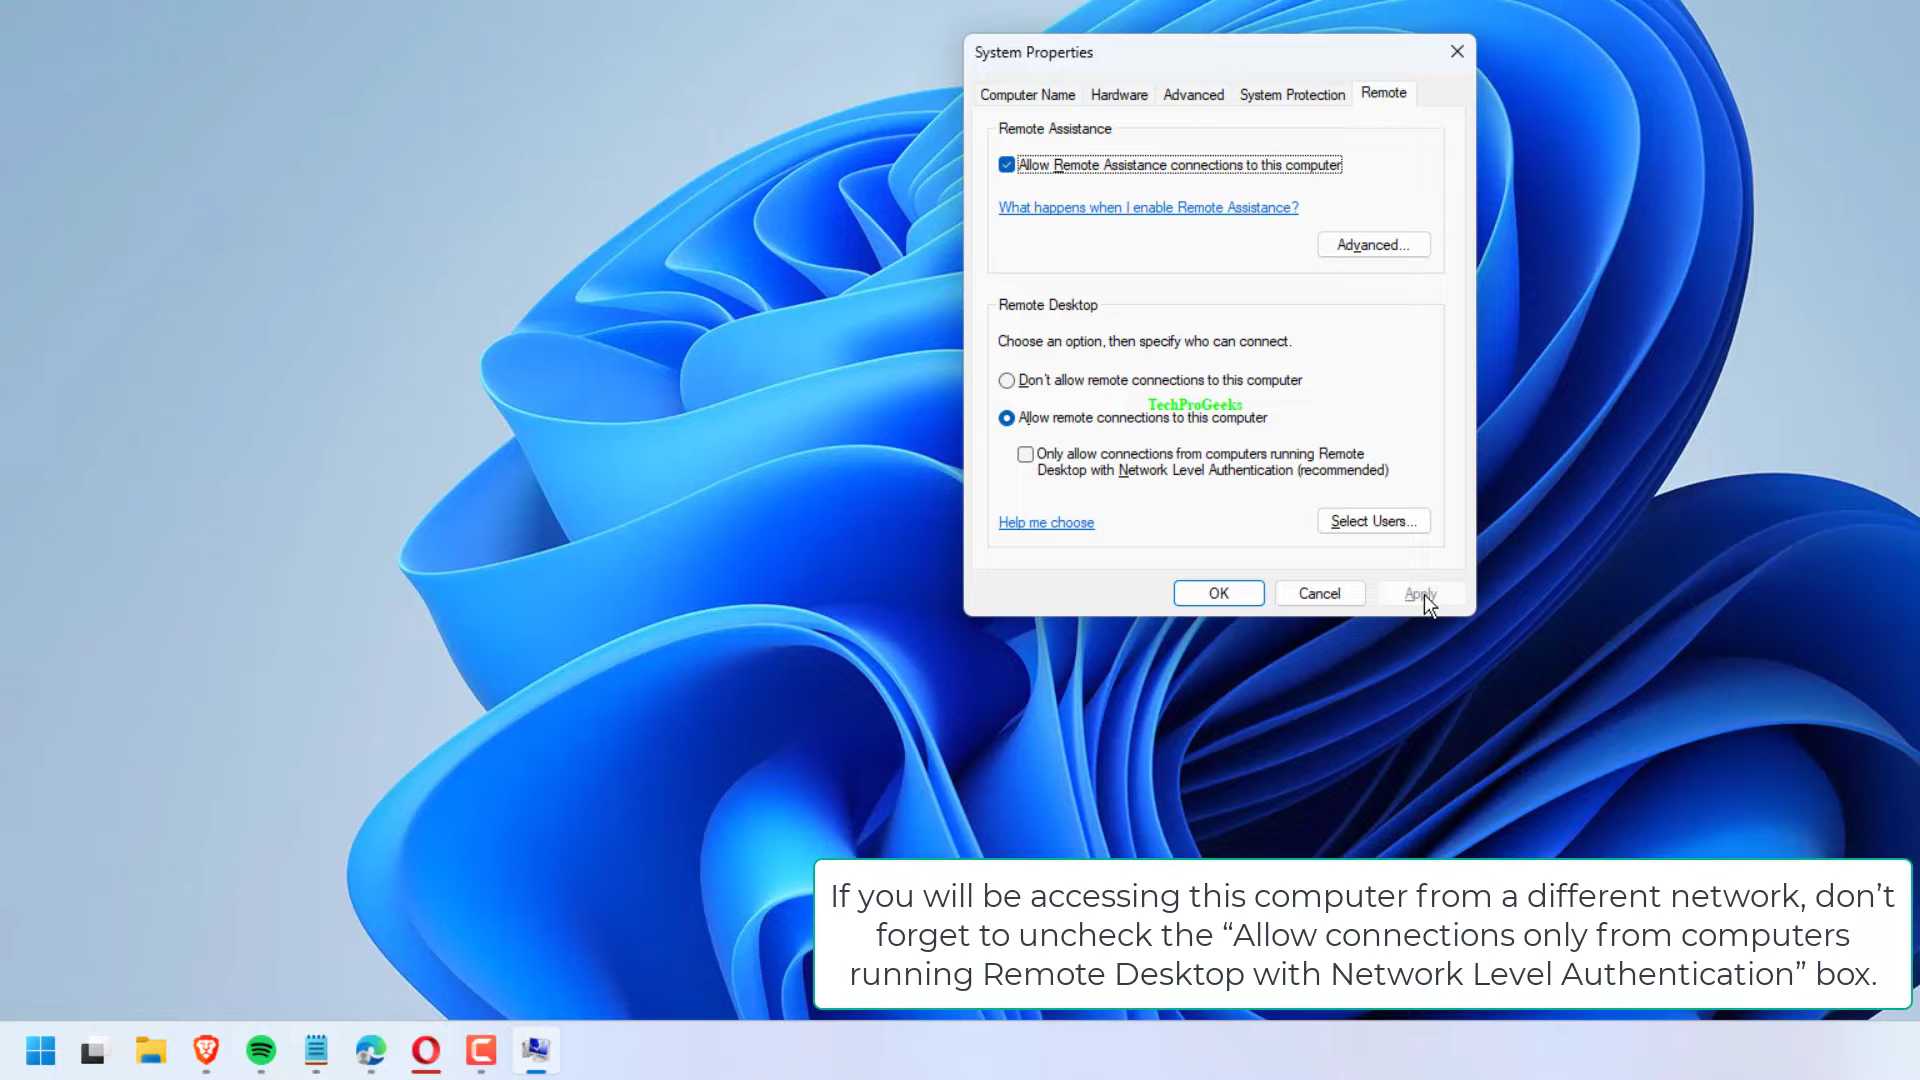 System Properties
Computer Name Hardware Advanced System Protection Remote
Remote Assistance
Allow Remote Assistance connections to this computer
What happens when I enable Remote Assistance?
Advanced...
Remote Desktop
Choose an option, then specify who can connect.
Don't allow remote connections to this computer
TechProGeeks
Allow remote connections to this computer
Only allow connections from computers running Remote
Desktop with Network Level Authentication (recommended)
Help me choose
Select Users...
OK Cancel Apply
If you will be accessing this computer from a different network, don’t
forget to uncheck the “Allow connections only from computers
running Remote Desktop with Network Level Authentication” box.